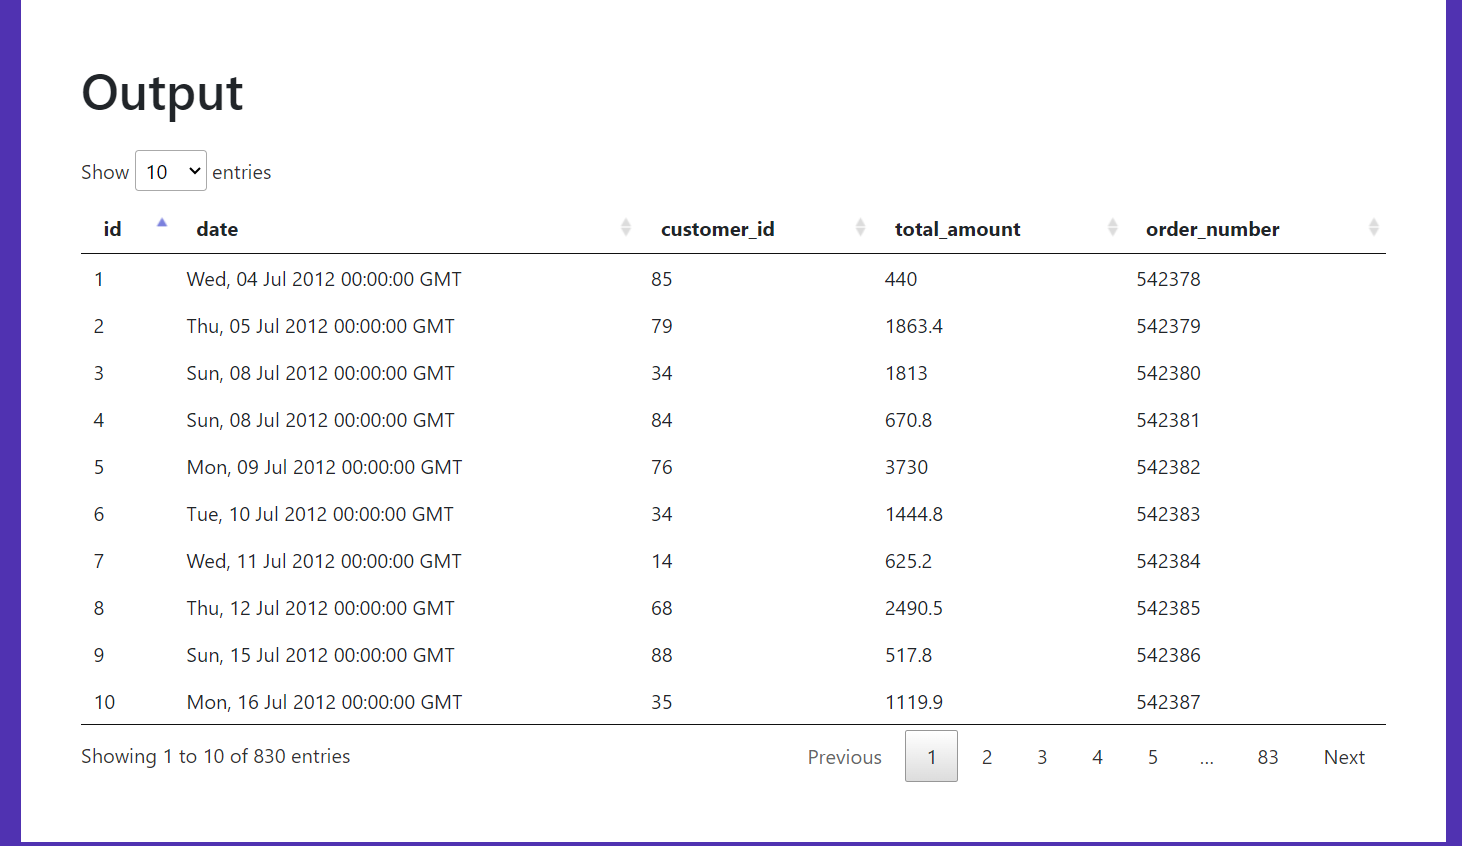 Output
Show 10 entries
id date customer_id total_amount order_number
1 Wed, 04 Jul 2012 00:00:00 GMT 85 440 542378
2 Thu, 05 Jul 2012 00:00:00 GMT 79 1863.4 542379
3 Sun, 08 Jul 2012 00:00:00 GMT 34 1813 542380
4 Sun, 08 Jul 2012 00:00:00 GMT 84 670.8 542381
5 Mon, 09 Jul 2012 00:00:00 GMT 76 3730 542382
6 Tue, 10 Jul 2012 00:00:00 GMT 34 1444.8 542383
7 Wed, 11 Jul 2012 00:00:00 GMT 14 625.2 542384
8 Thu, 12 Jul 2012 00:00:00 GMT 68 2490.5 542385
9 Sun, 15 Jul 2012 00:00:00 GMT 88 517.8 542386
10 Mon, 16 Jul 2012 00:00:00 GMT 35 1119.9 542387
Showing 1 to 10 of 830 entries Previous 1 2 3 4 5 … 83 Next